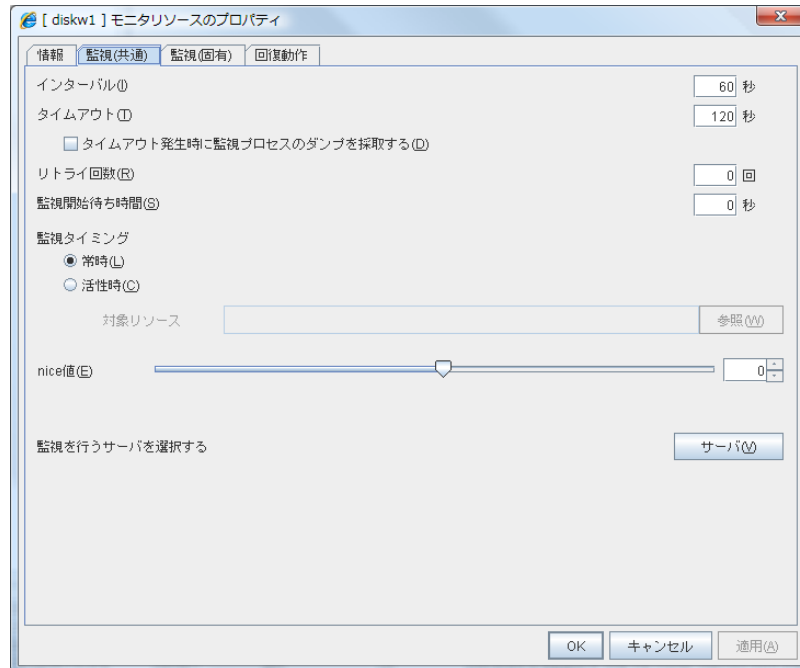 [ diskw1 ] モニタリソースのプロパティ
情報 監視(共通) 監視(固有) 回復動作
インターバル(I) 60 秒
タイムアウト(T) 120 秒
タイムアウト発生時に監視プロセスのダンプを採取する(D)
リトライ回数(R) 0 回
監視開始待ち時間(S) 0 秒
監視タイミング
常時(L)
活性時(C)
対象リソース 参照(W)
nice値(E) 0
監視を行うサーバを選択する サーバ(V)
OK キャンセル 適用(A)